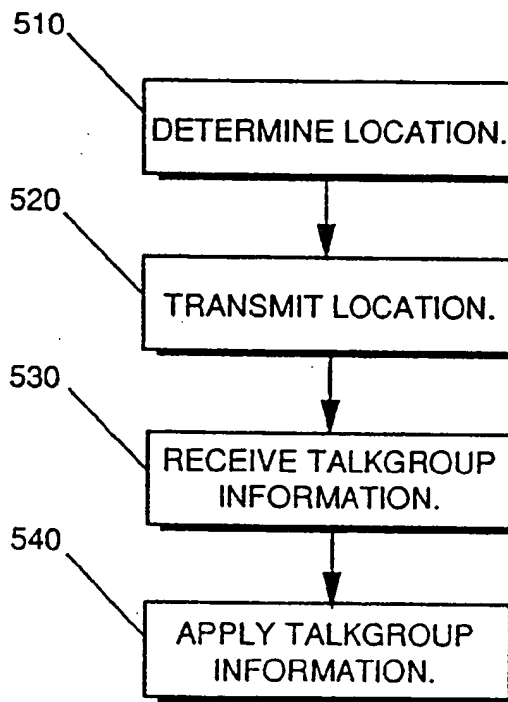 510
DETERMINE LOCATION.
520
TRANSMIT LOCATION.
530
RECEIVE TALKGROUP
INFORMATION.
540
APPLY TALKGROUP
INFORMATION.